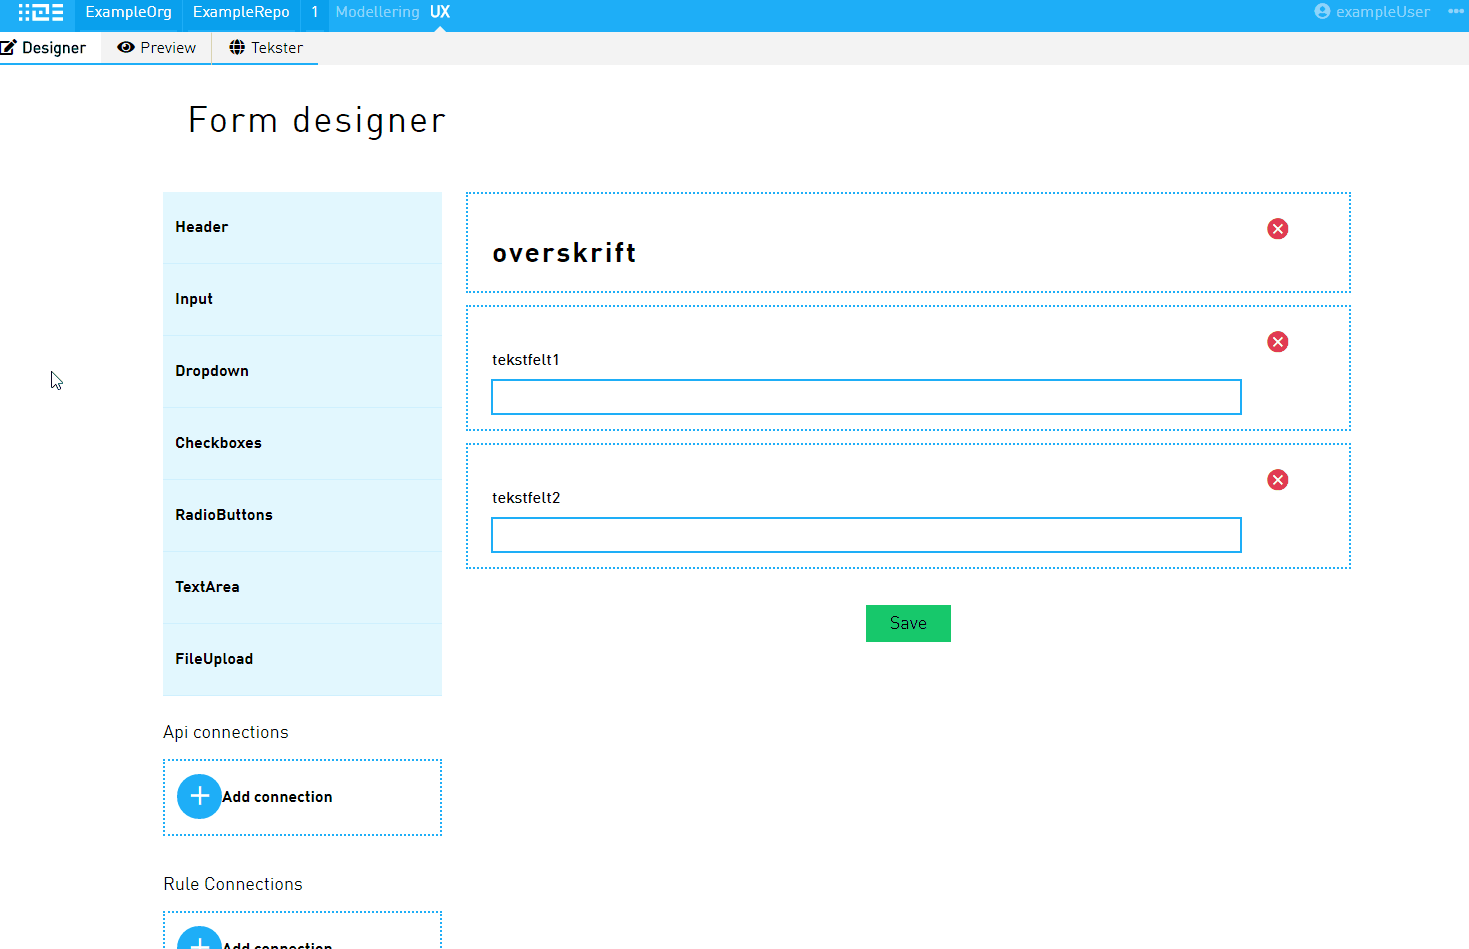 ExampleOrg ExampleRepo 1 Modellering UX exampleUser
Designer Preview Tekster
Form designer
Header
Input
Dropdown
Checkboxes
RadioButtons
TextArea
FileUpload
overskrift
tekstfelt1
tekstfelt2
Save
Api connections
Add connection
Rule Connections
Add connection